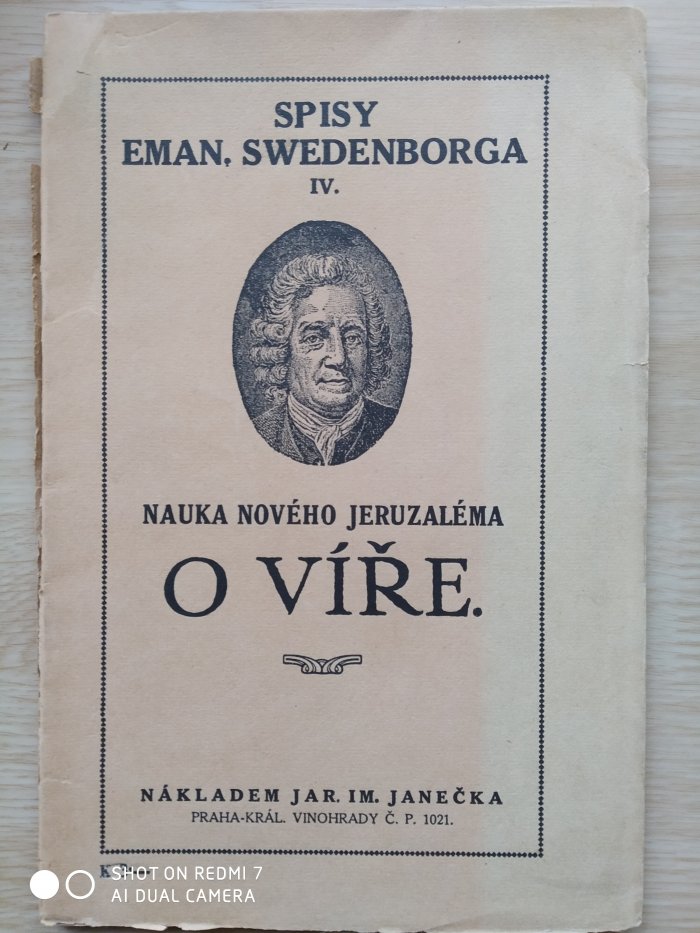 SPISY
EMAN. SWEDENBORGA
IV.
NAUKA NOVÉHO JERUZALÉMA
O VÍŘE.
NÁKLADEM JAR. IM. JANEČKA
PRAHA-KRÁL. VINOHRADY Č. P. 1021.
SHOT ON REDMI 7
AI DUAL CAMERA